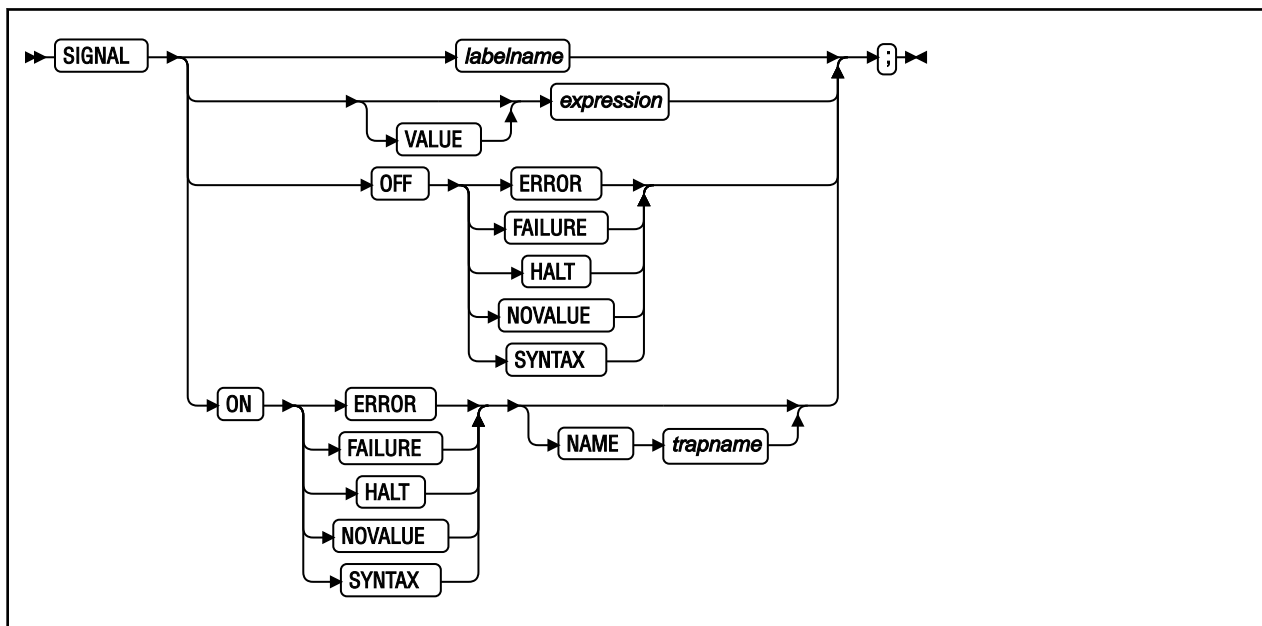 SIGNAL labelname ;
expression
VALUE
OFF ERROR
FAILURE
HALT
NOVALUE
SYNTAX
ON ERROR
FAILURE NAME trapname
HALT
NOVALUE
SYNTAX